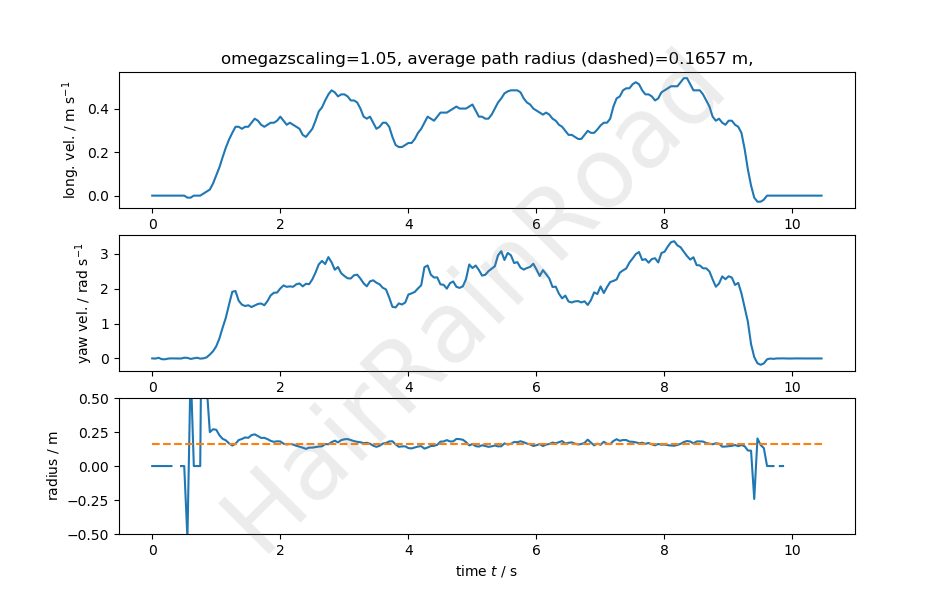 omegazscaling=1.05, average path radius (dashed)=0.1657 m,
long. vel. / m s⁻¹
0.4
0.2
0.0
0 2 4 6 8 10
yaw vel. / rad s⁻¹
3
2
1
0
0 2 4 6 8 10
radius / m
0.50
0.25
0.00
−0.25
−0.50
0 2 4 6 8 10
time t / s
HairRainRoad